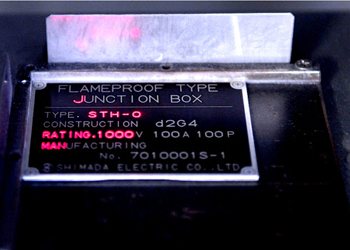 FLAMEPROOF TYPE
JUNCTION BOX
TYPE. STH-O
CONSTRUCTION d2G4
RATING.1000V 100A 100P
MANUFACTURING
No. 7010001S-1
SHIMADA ELECTRIC CO.,LTD